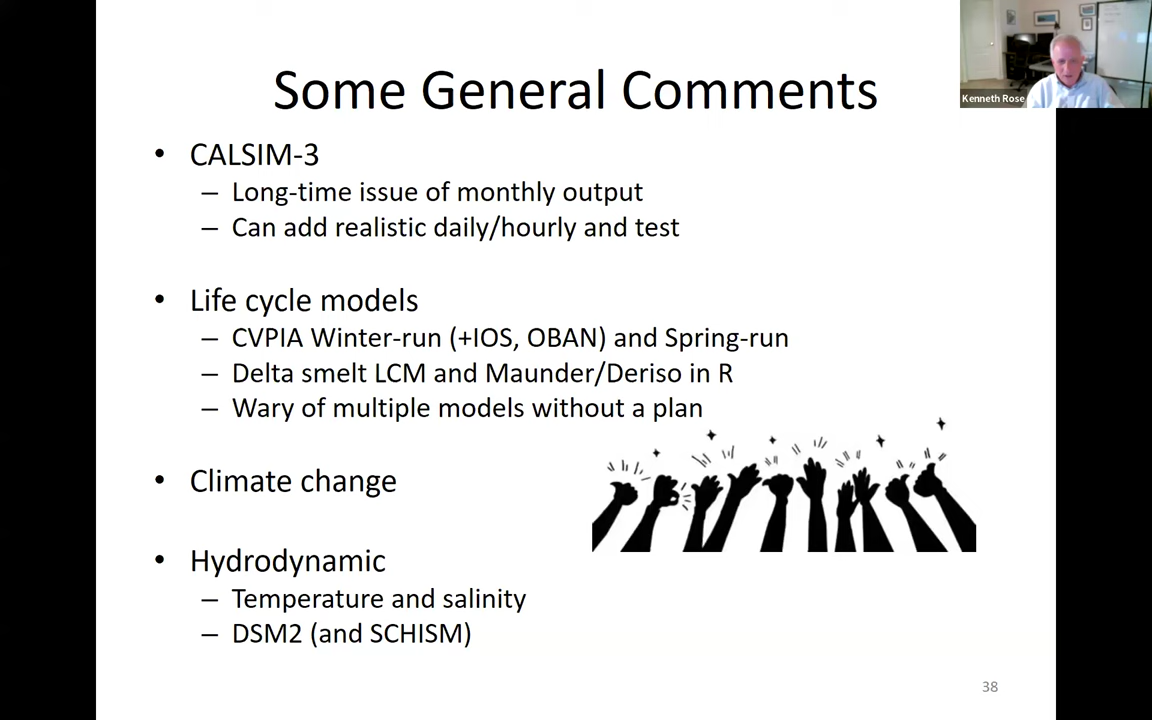 Kenneth Rose
Some General Comments
• CALSIM-3
– Long-time issue of monthly output
– Can add realistic daily/hourly and test
• Life cycle models
– CVPIA Winter-run (+IOS, OBAN) and Spring-run
– Delta smelt LCM and Maunder/Deriso in R
– Wary of multiple models without a plan
• Climate change
• Hydrodynamic
– Temperature and salinity
– DSM2 (and SCHISM)
38